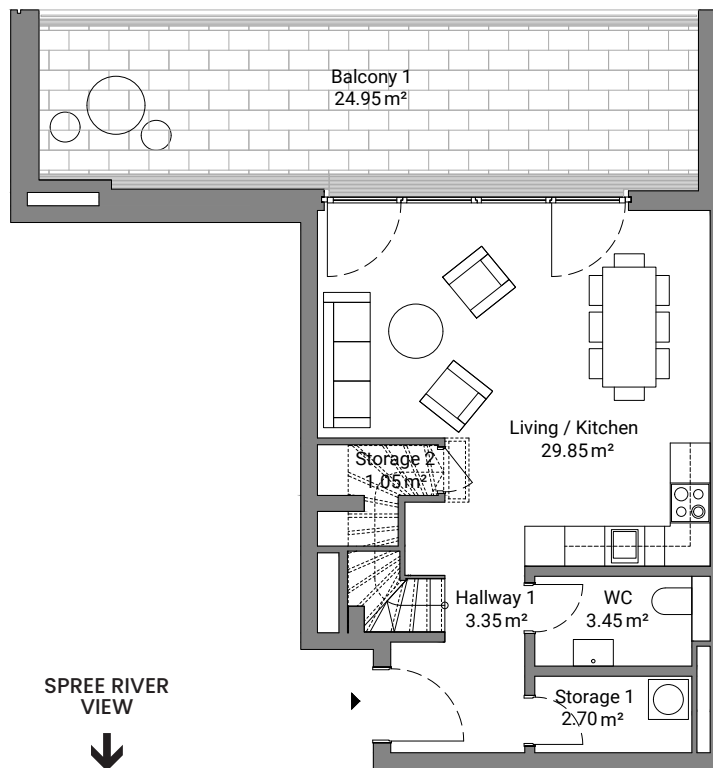 Balcony 1
24.95 m²
Living / Kitchen
29.85 m²
Storage 2
1.05 m²
Hallway 1
3.35 m²
WC
3.45 m²
Storage 1
2.70 m²
SPREE RIVER
VIEW